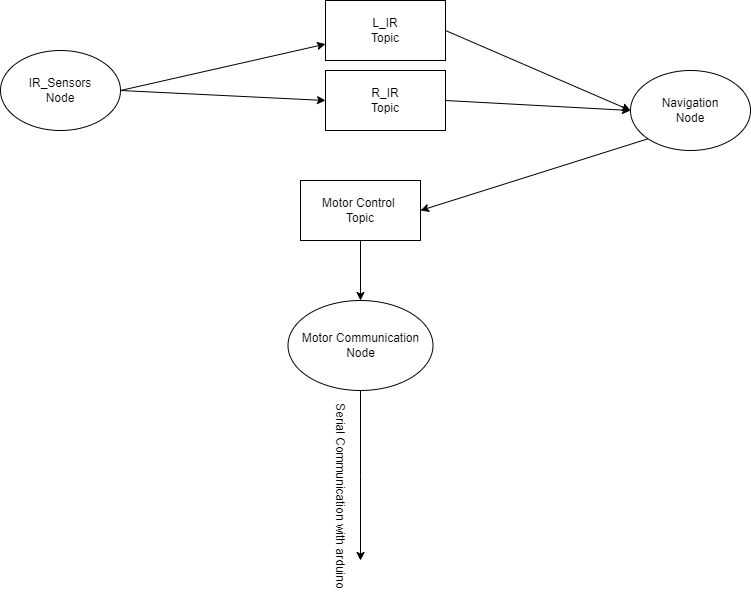 L_IR
Topic
IR_Sensors
Node
R_IR
Topic
Navigation
Node
Motor Control
Topic
Motor Communication
Node
Serial Communication with arduino